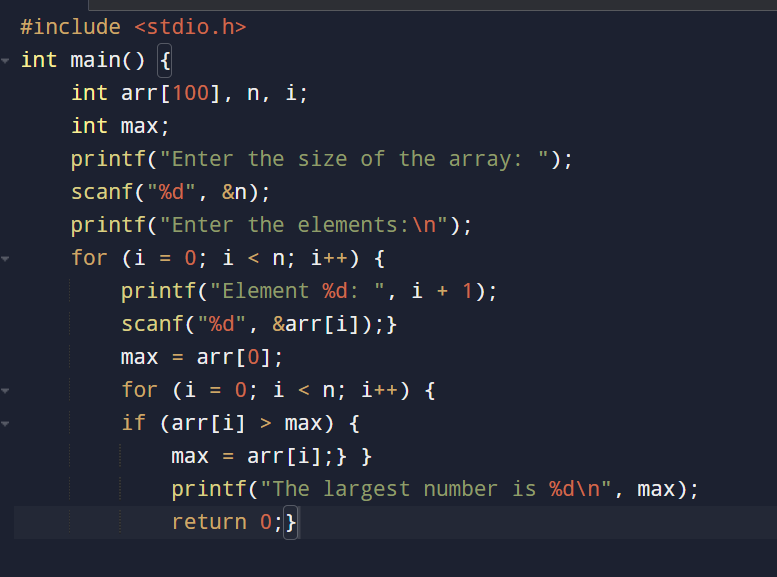 #include <stdio.h>
int main() {
    int arr[100], n, i;
    int max;
    printf("Enter the size of the array: ");
    scanf("%d", &n);
    printf("Enter the elements:\n");
    for (i = 0; i < n; i++) {
        printf("Element %d: ", i + 1);
        scanf("%d", &arr[i]);}
        max = arr[0];
        for (i = 0; i < n; i++) {
        if (arr[i] > max) {
            max = arr[i];} }
            printf("The largest number is %d\n", max);
            return 0;}